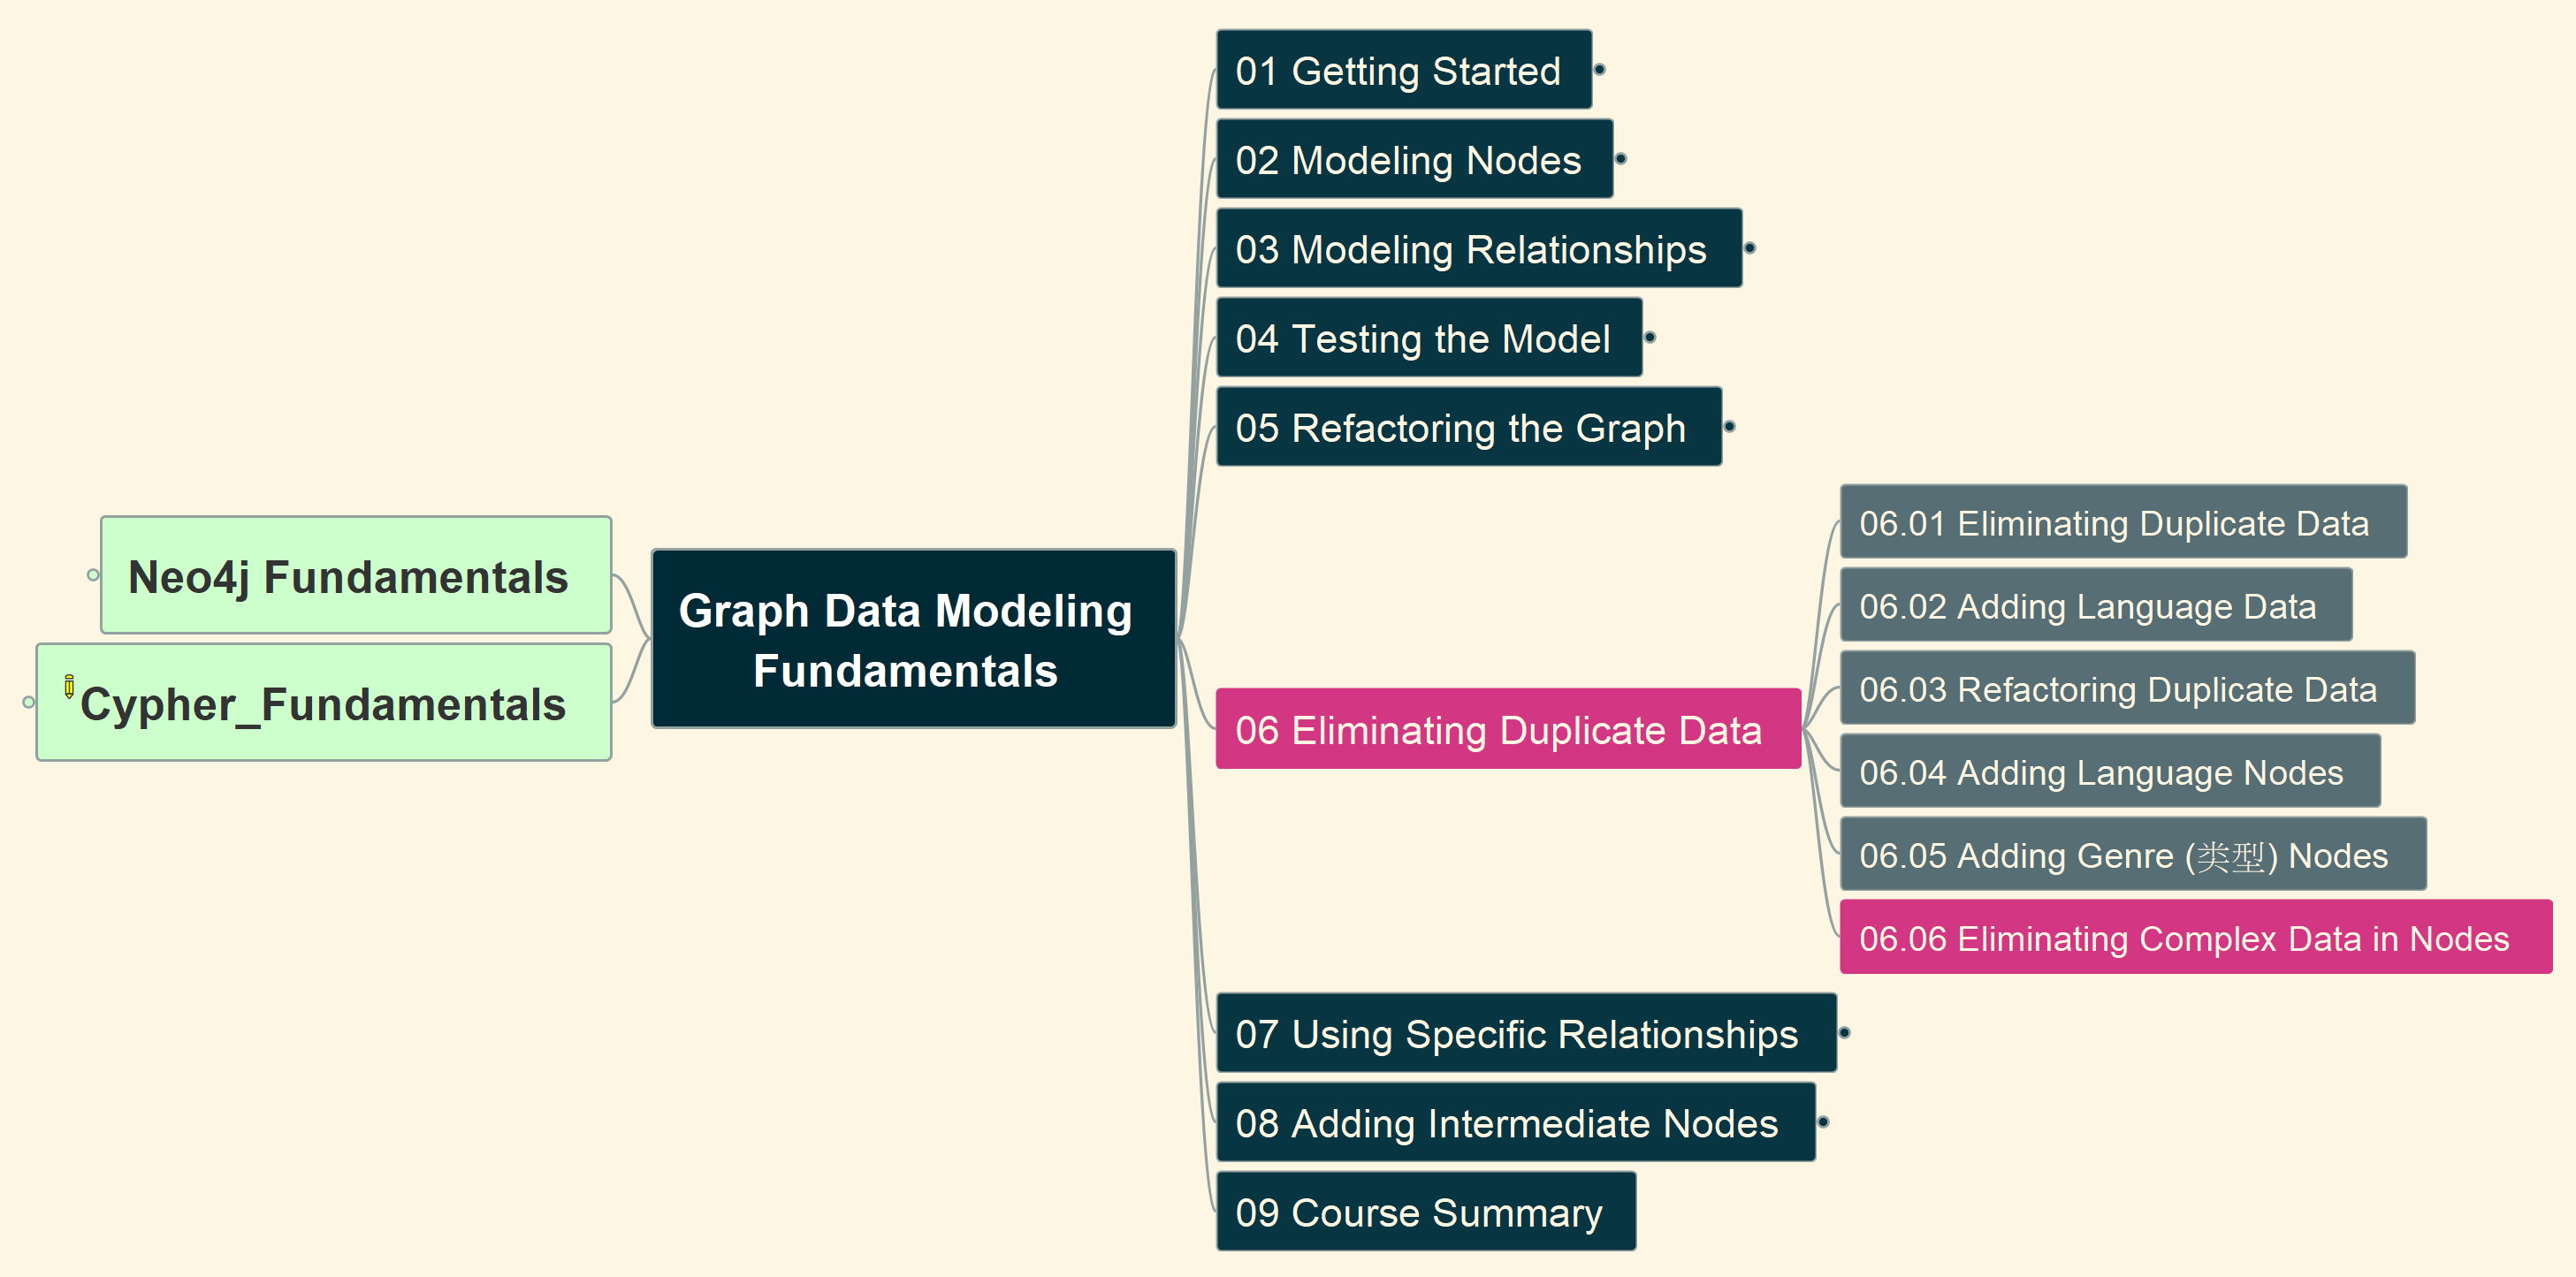 Neo4j Fundamentals
Cypher_Fundamentals
Graph Data Modeling
Fundamentals
01 Getting Started
02 Modeling Nodes
03 Modeling Relationships
04 Testing the Model
05 Refactoring the Graph
06 Eliminating Duplicate Data
06.01 Eliminating Duplicate Data
06.02 Adding Language Data
06.03 Refactoring Duplicate Data
06.04 Adding Language Nodes
06.05 Adding Genre (类型) Nodes
06.06 Eliminating Complex Data in Nodes
07 Using Specific Relationships
08 Adding Intermediate Nodes
09 Course Summary